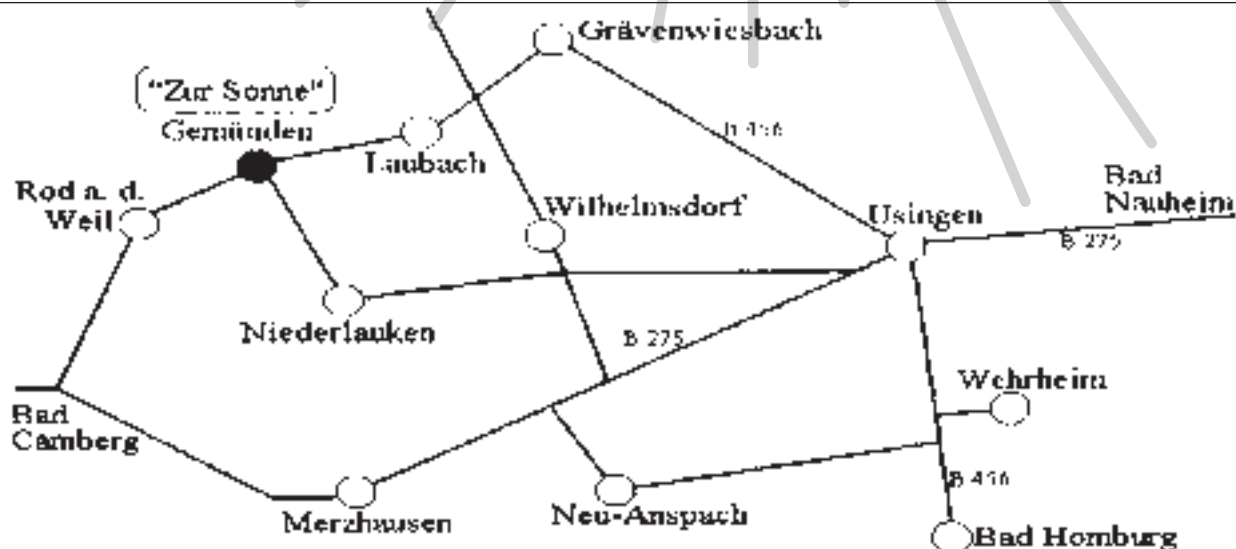 Grävenwiesbach
("Zur Sonne")
Gemünden
B 456
Laubach
Rod a. d.
Weil
Wilhelmsdorf
Usingen
Bad
Nauheim
B 275
Niederlauken
B 275
Wehrheim
Bad
Camberg
B 456
Merzhausen
Neu-Anspach
Bad Homburg